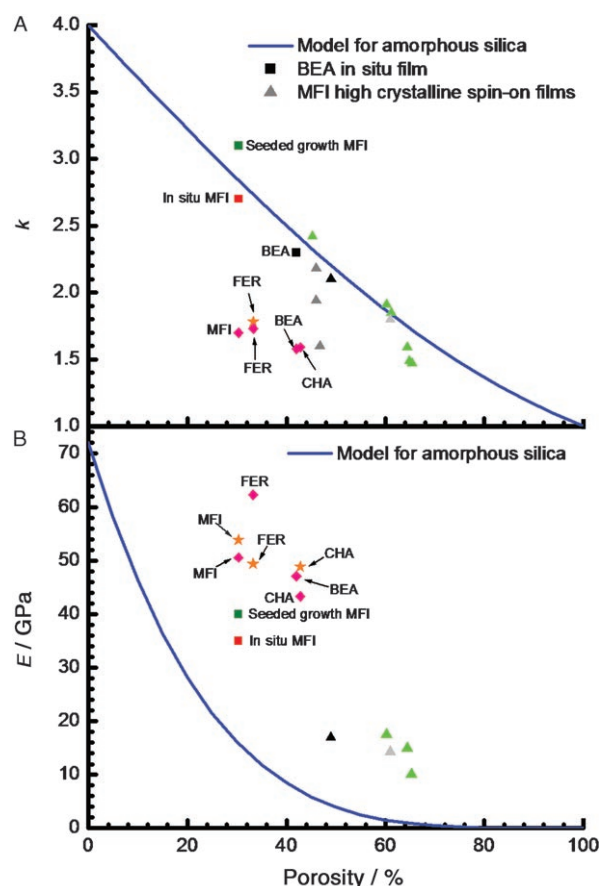 A
4.0
3.5
3.0
2.5
2.0
1.5
1.0
k
Model for amorphous silica
BEA in situ film
MFI high crystalline spin-on films
Seeded growth MFI
In situ MFI
BEA
FER
MFI
BEA
FER
CHA
B
70
60
50
40
30
20
10
0
E / GPa
Model for amorphous silica
FER
MFI
FER
CHA
MFI
BEA
CHA
Seeded growth MFI
In situ MFI
0
20
40
60
80
100
Porosity / %